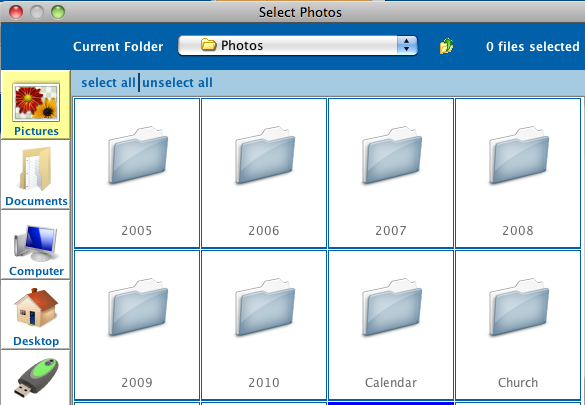 Select Photos
Current Folder Photos 0 files selected
select all unselect all
Pictures
Documents
Computer
Desktop
2005 2006 2007 2008
2009 2010 Calendar Church